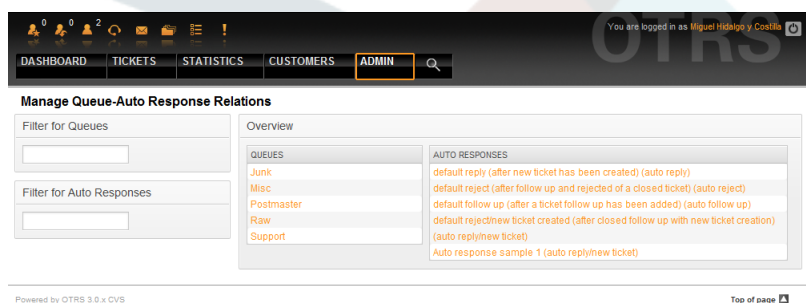 0 0 2
You are logged in as Miguel Hidalgo y Costilla
OTRS
DASHBOARD TICKETS STATISTICS CUSTOMERS ADMIN
Manage Queue-Auto Response Relations
Filter for Queues
Filter for Auto Responses
Overview
QUEUES
Junk
Misc
Postmaster
Raw
Support
AUTO RESPONSES
default reply (after new ticket has been created) (auto reply)
default reject (after follow up and rejected of a closed ticket) (auto reject)
default follow up (after a ticket follow up has been added) (auto follow up)
default reject/new ticket created (after closed follow up with new ticket creation)
(auto reply/new ticket)
Auto response sample 1 (auto reply/new ticket)
Powered by OTRS 3.0.x CVS
Top of page